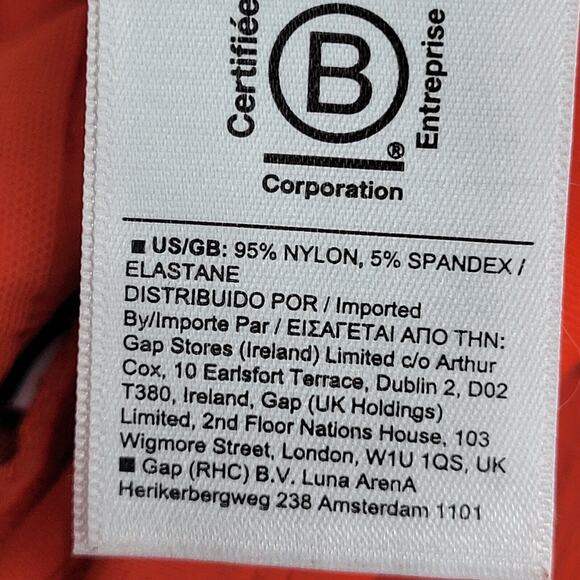 Certifiée
B
Entreprise
®
Corporation
■ US/GB: 95% NYLON, 5% SPANDEX /
ELASTANE
DISTRIBUIDO POR / Imported
By/Importe Par / ΕΙΣΑΓΕΤΑΙ ΑΠΟ ΤΗΝ:
Gap Stores (Ireland) Limited c/o Arthur
Cox, 10 Earlsfort Terrace, Dublin 2, D02
T380, Ireland, Gap (UK Holdings)
Limited, 2nd Floor Nations House, 103
Wigmore Street, London, W1U 1QS, UK
■ Gap (RHC) B.V. Luna ArenA
Herikerbergweg 238 Amsterdam 1101